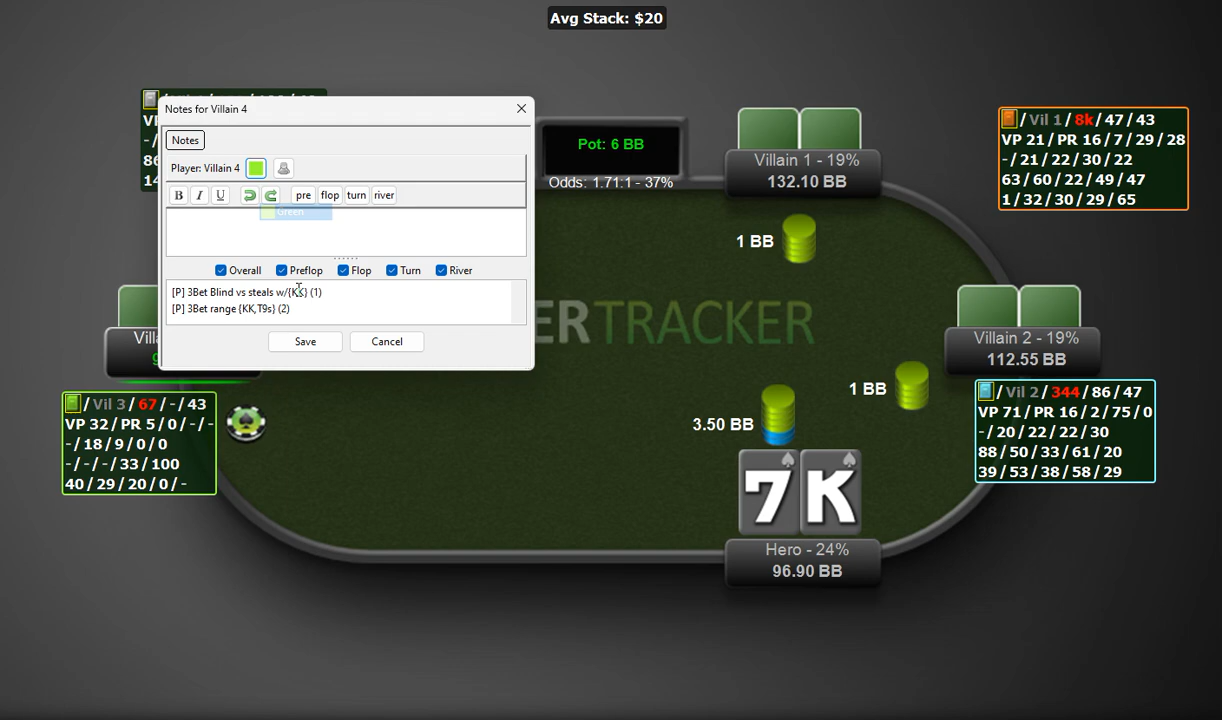 Avg Stack: $20
Notes for Villain 4
Notes
Player: Villain 4
B I U pre flop turn river
Green
Overall Preflop Flop Turn River
[P] 3Bet Blind vs steals w/{KK} (1)
[P] 3Bet range {KK,T9s} (2)
Save Cancel
VP
- /
86
14
Pot: 6 BB
Odds: 1.71:1 - 37%
Villain 1 - 19%
132.10 BB
/ Vil 1 / 8k / 47 / 43
VP 21 / PR 16 / 7 / 29 / 28
- / 21 / 22 / 30 / 22
63 / 60 / 22 / 49 / 47
1 / 32 / 30 / 29 / 65
1 BB
ERTRACKER
Villain 2 - 19%
112.55 BB
1 BB
/ Vil 2 / 344 / 86 / 47
VP 71 / PR 16 / 2 / 75 / 0
- / 20 / 22 / 22 / 30
88 / 50 / 33 / 61 / 20
39 / 53 / 38 / 58 / 29
Villa
9
/ Vil 3 / 67 / - / 43
VP 32 / PR 5 / 0 / - / -
- / 18 / 9 / 0 / 0
- / - / - / 33 / 100
40 / 29 / 20 / 0 / -
3.50 BB
7 K
Hero - 24%
96.90 BB